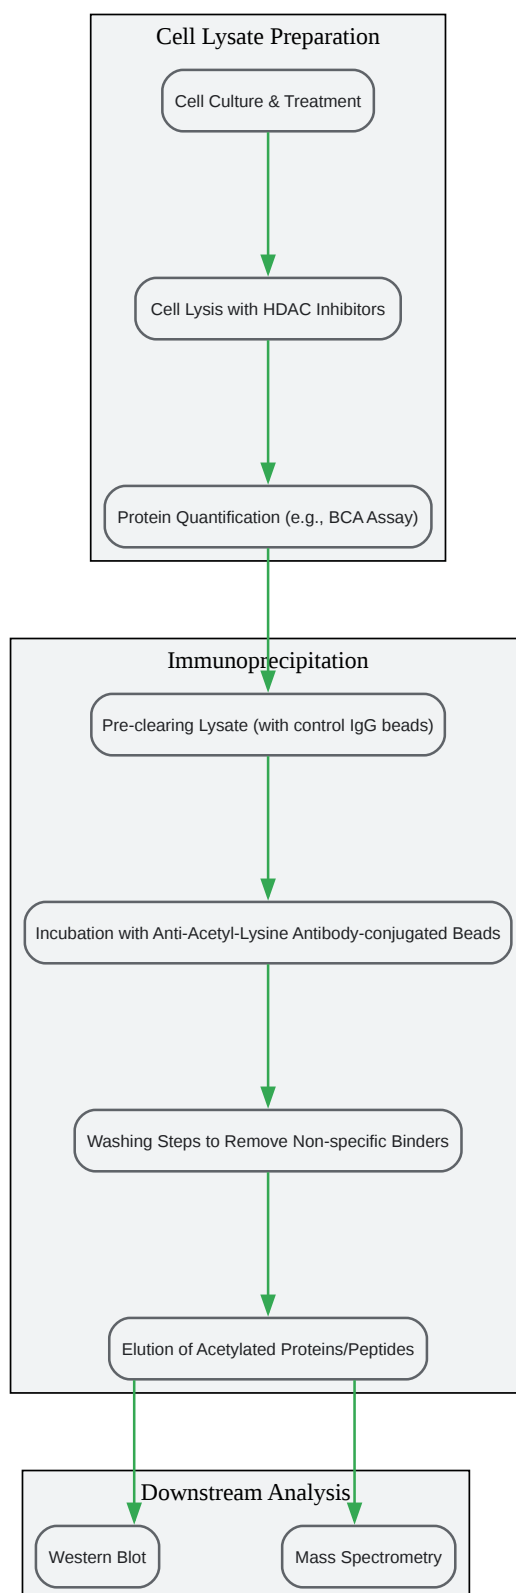 Cell Lysate Preparation
Cell Culture & Treatment
Cell Lysis with HDAC Inhibitors
Protein Quantification (e.g., BCA Assay)
Immunoprecipitation
Pre-clearing Lysate (with control IgG beads)
Incubation with Anti-Acetyl-Lysine Antibody-conjugated Beads
Washing Steps to Remove Non-specific Binders
Elution of Acetylated Proteins/Peptides
Downstream Analysis
Western Blot
Mass Spectrometry